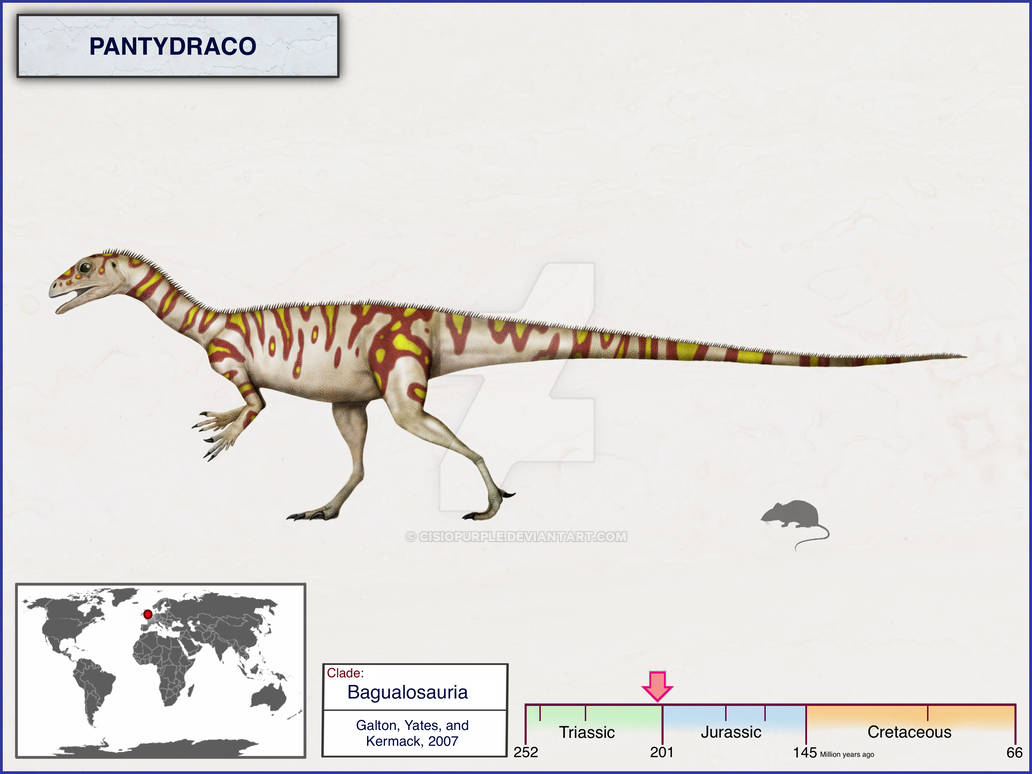 PANTYDRACO
© CISIOPURPLE.DEVIANTART.COM
Clade:
Bagualosauria
Galton, Yates, and
Kermack, 2007
Triassic Jurassic Cretaceous
252 201 145 Million years ago 66